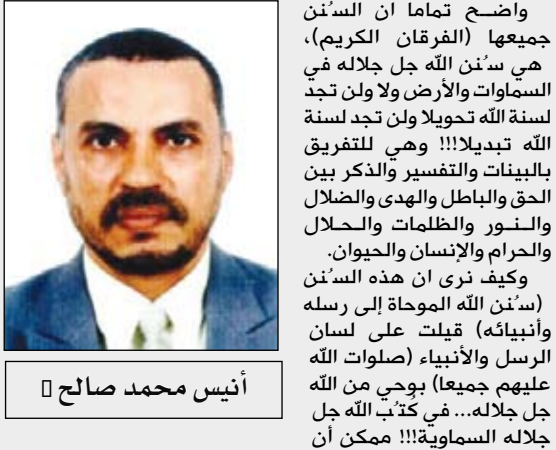 واضح تماما ان السُنن
جميعها (الفرقان الكريم)،
هي سُنن الله جل جلاله في
السماوات والأرض ولا ولن تجد
لسنة الله تحويلا ولن تجد لسنة
الله تبديلا!!! وهي للتفريق
بالبينات والتفسير والذكر بين
الحق والباطل والهدى والضلال
والنور والظلمات والحلال
والحرام والإنسان والحيوان.
وكيف نرى ان هذه السُنن
(سُنن الله الموحاة إلى رسله
وأنبيائه) قيلت على لسان
الرسل والأنبياء (صلوات الله
عليهم جميعا) بوحي من الله
جل جلاله... في كُتب الله جل
جلاله السماوية!!! ممكن أن
أنيس محمد صالح